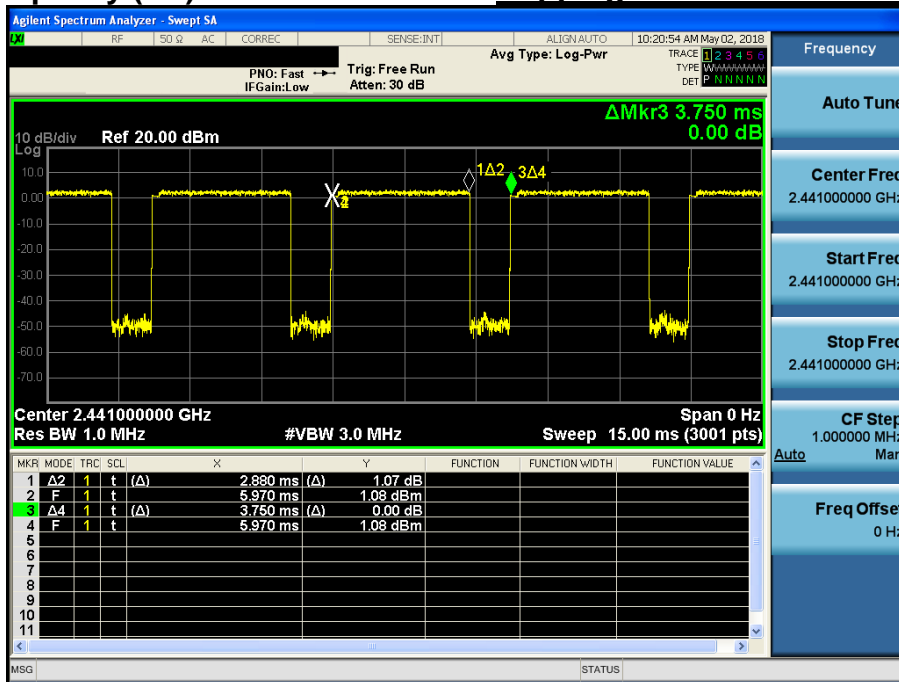 Agilent Spectrum Analyzer - Swept SA
LXI RF 50 Ω AC CORREC SENSE:INT ALIGN AUTO 10:20:54 AM May 02, 2018
Avg Type: Log-Pwr TRACE 1 2 3 4 5 6
PNO: Fast Trig: Free Run TYPE WWWWWW
IFGain:Low Atten: 30 dB DET P N N N N N
Frequency
Auto Tune
ΔMkr3 3.750 ms
0.00 dB
10 dB/div Ref 20.00 dBm
Log
10.0
0.00
-10.0
-20.0
-30.0
-40.0
-50.0
-60.0
-70.0
1Δ2 3Δ4
Center Freq
2.441000000 GHz
Start Freq
2.441000000 GHz
Stop Freq
2.441000000 GHz
CF Step
1.000000 MHz
Auto Man
Freq Offset
0 Hz
Center 2.441000000 GHz Span 0 Hz
Res BW 1.0 MHz #VBW 3.0 MHz Sweep 15.00 ms (3001 pts)
MKR MODE TRC SCL X Y FUNCTION FUNCTION WIDTH FUNCTION VALUE
1 Δ2 1 t (Δ) 2.880 ms (Δ) 1.07 dB
2 F 1 t 5.970 ms 1.08 dBm
3 Δ4 1 t (Δ) 3.750 ms (Δ) 0.00 dB
4 F 1 t 5.970 ms 1.08 dBm
5
6
7
8
9
10
11
MSG STATUS